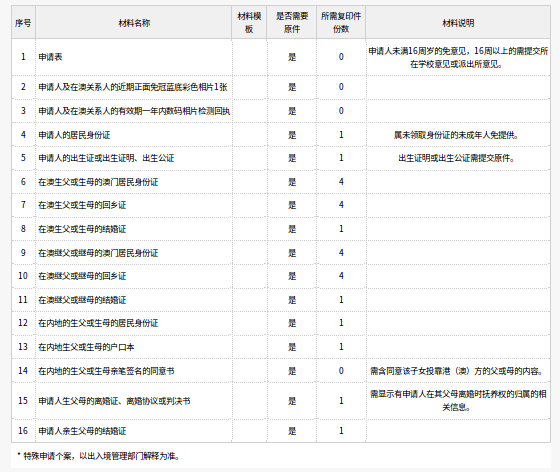 序号 材料名称 材料模板 是否需要原件 所需复印件份数 材料说明
1 申请表 是 0 申请人未满16周岁的免意见，16周以上的需提交所在学校意见或派出所意见。
2 申请人及在澳关系人的近期正面免冠蓝底彩色相片1张 是 0
3 申请人及在澳关系人的有效期一年内数码相片检测回执 是 0
4 申请人的居民身份证 是 1 属未领取身份证的未成年人免提供。
5 申请人的出生证或出生证明、出生公证 是 1 出生证明或出生公证需提交原件。
6 在澳生父或生母的澳门居民身份证 是 4
7 在澳生父或生母的回乡证 是 4
8 在澳生父或生母的结婚证 是 1
9 在澳继父或继母的澳门居民身份证 是 4
10 在澳继父或继母的回乡证 是 4
11 在澳继父或继母的结婚证 是 1
12 在内地的生父或生母的居民身份证 是 1
13 在内地生父或生母的户口本 是 1
14 在内地的生父或生母亲笔签名的同意书 是 0 需含同意该子女投靠港（澳）方的父或母的内容。
15 申请人生父母的离婚证、离婚协议或判决书 是 1 需显示有申请人在其父母离婚时抚养权的归属的相关信息。
16 申请人亲生父母的结婚证 是 1
* 特殊申请个案，以出入境管理部门解释为准。